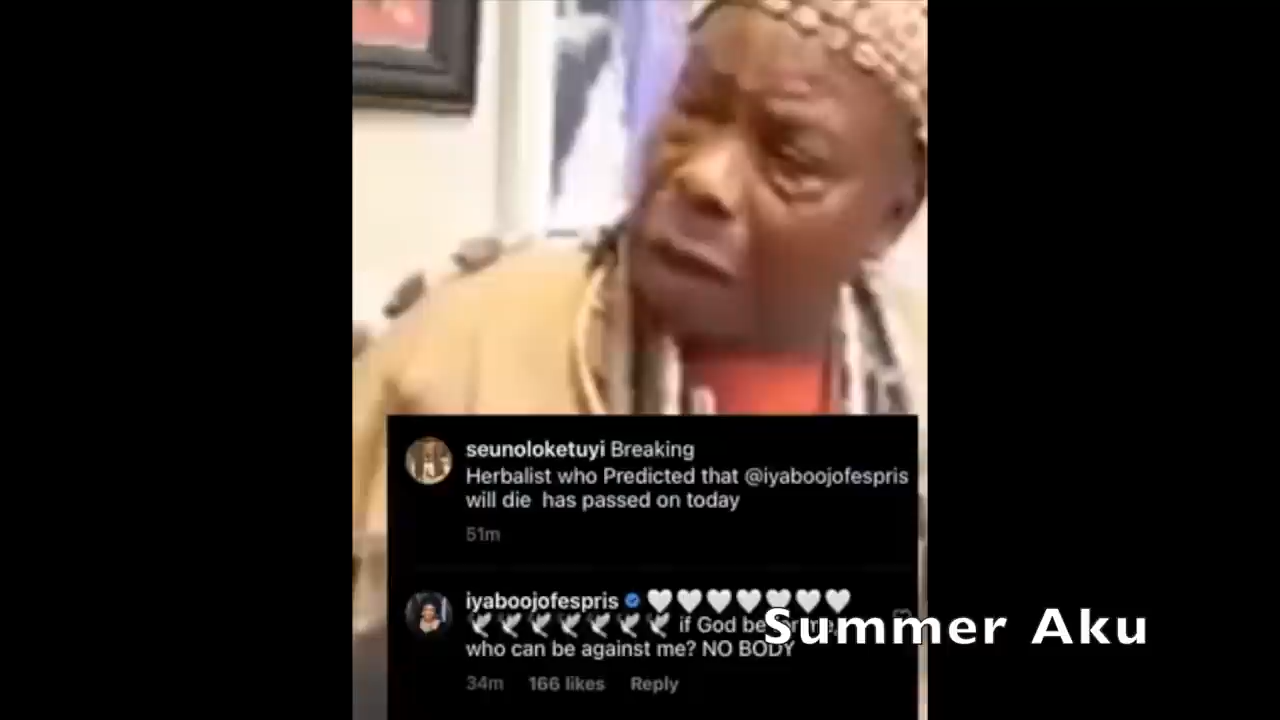 seunoloketuyi Breaking
Herbalist who Predicted that @iyaboojofespris
will die has passed on today
51m
iyaboojofespris 🤍🤍🤍🤍🤍🤍🤍
🕊🕊🕊🕊🕊🕊🕊 if God be
who can be against me? NO BODY
34m 166 likes Reply
Summer Aku